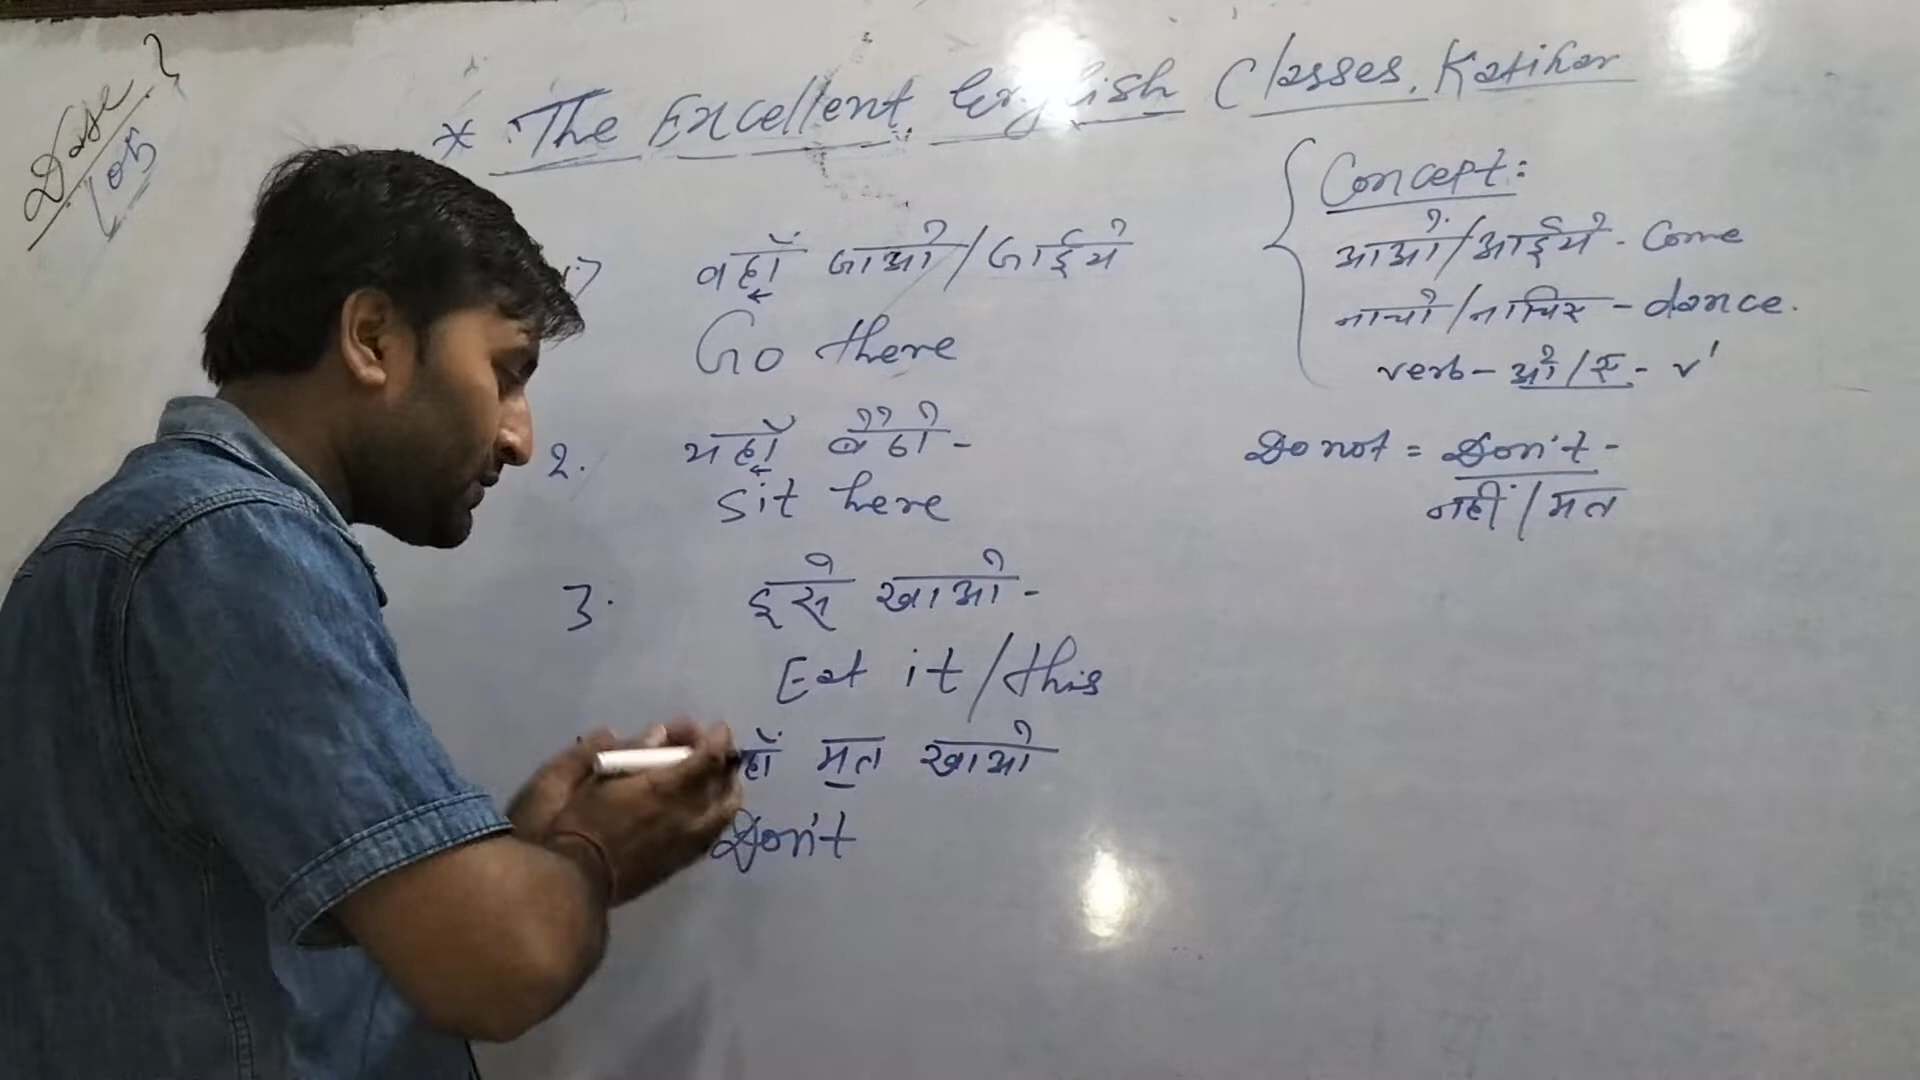 * The Excellent English Classes, Katihar
1.) वहाँ जाओ/जाईये
Go there
2. यहाँ बैठो -
Sit here
3. इसे खाओ -
Eat it/this
मत खाओ
Don't
Concept:
आओ/आईये - Come
नाचो/नाचिए - dance.
verb - ओ/ए - v'
Do not = Don't -
नहीं/मत